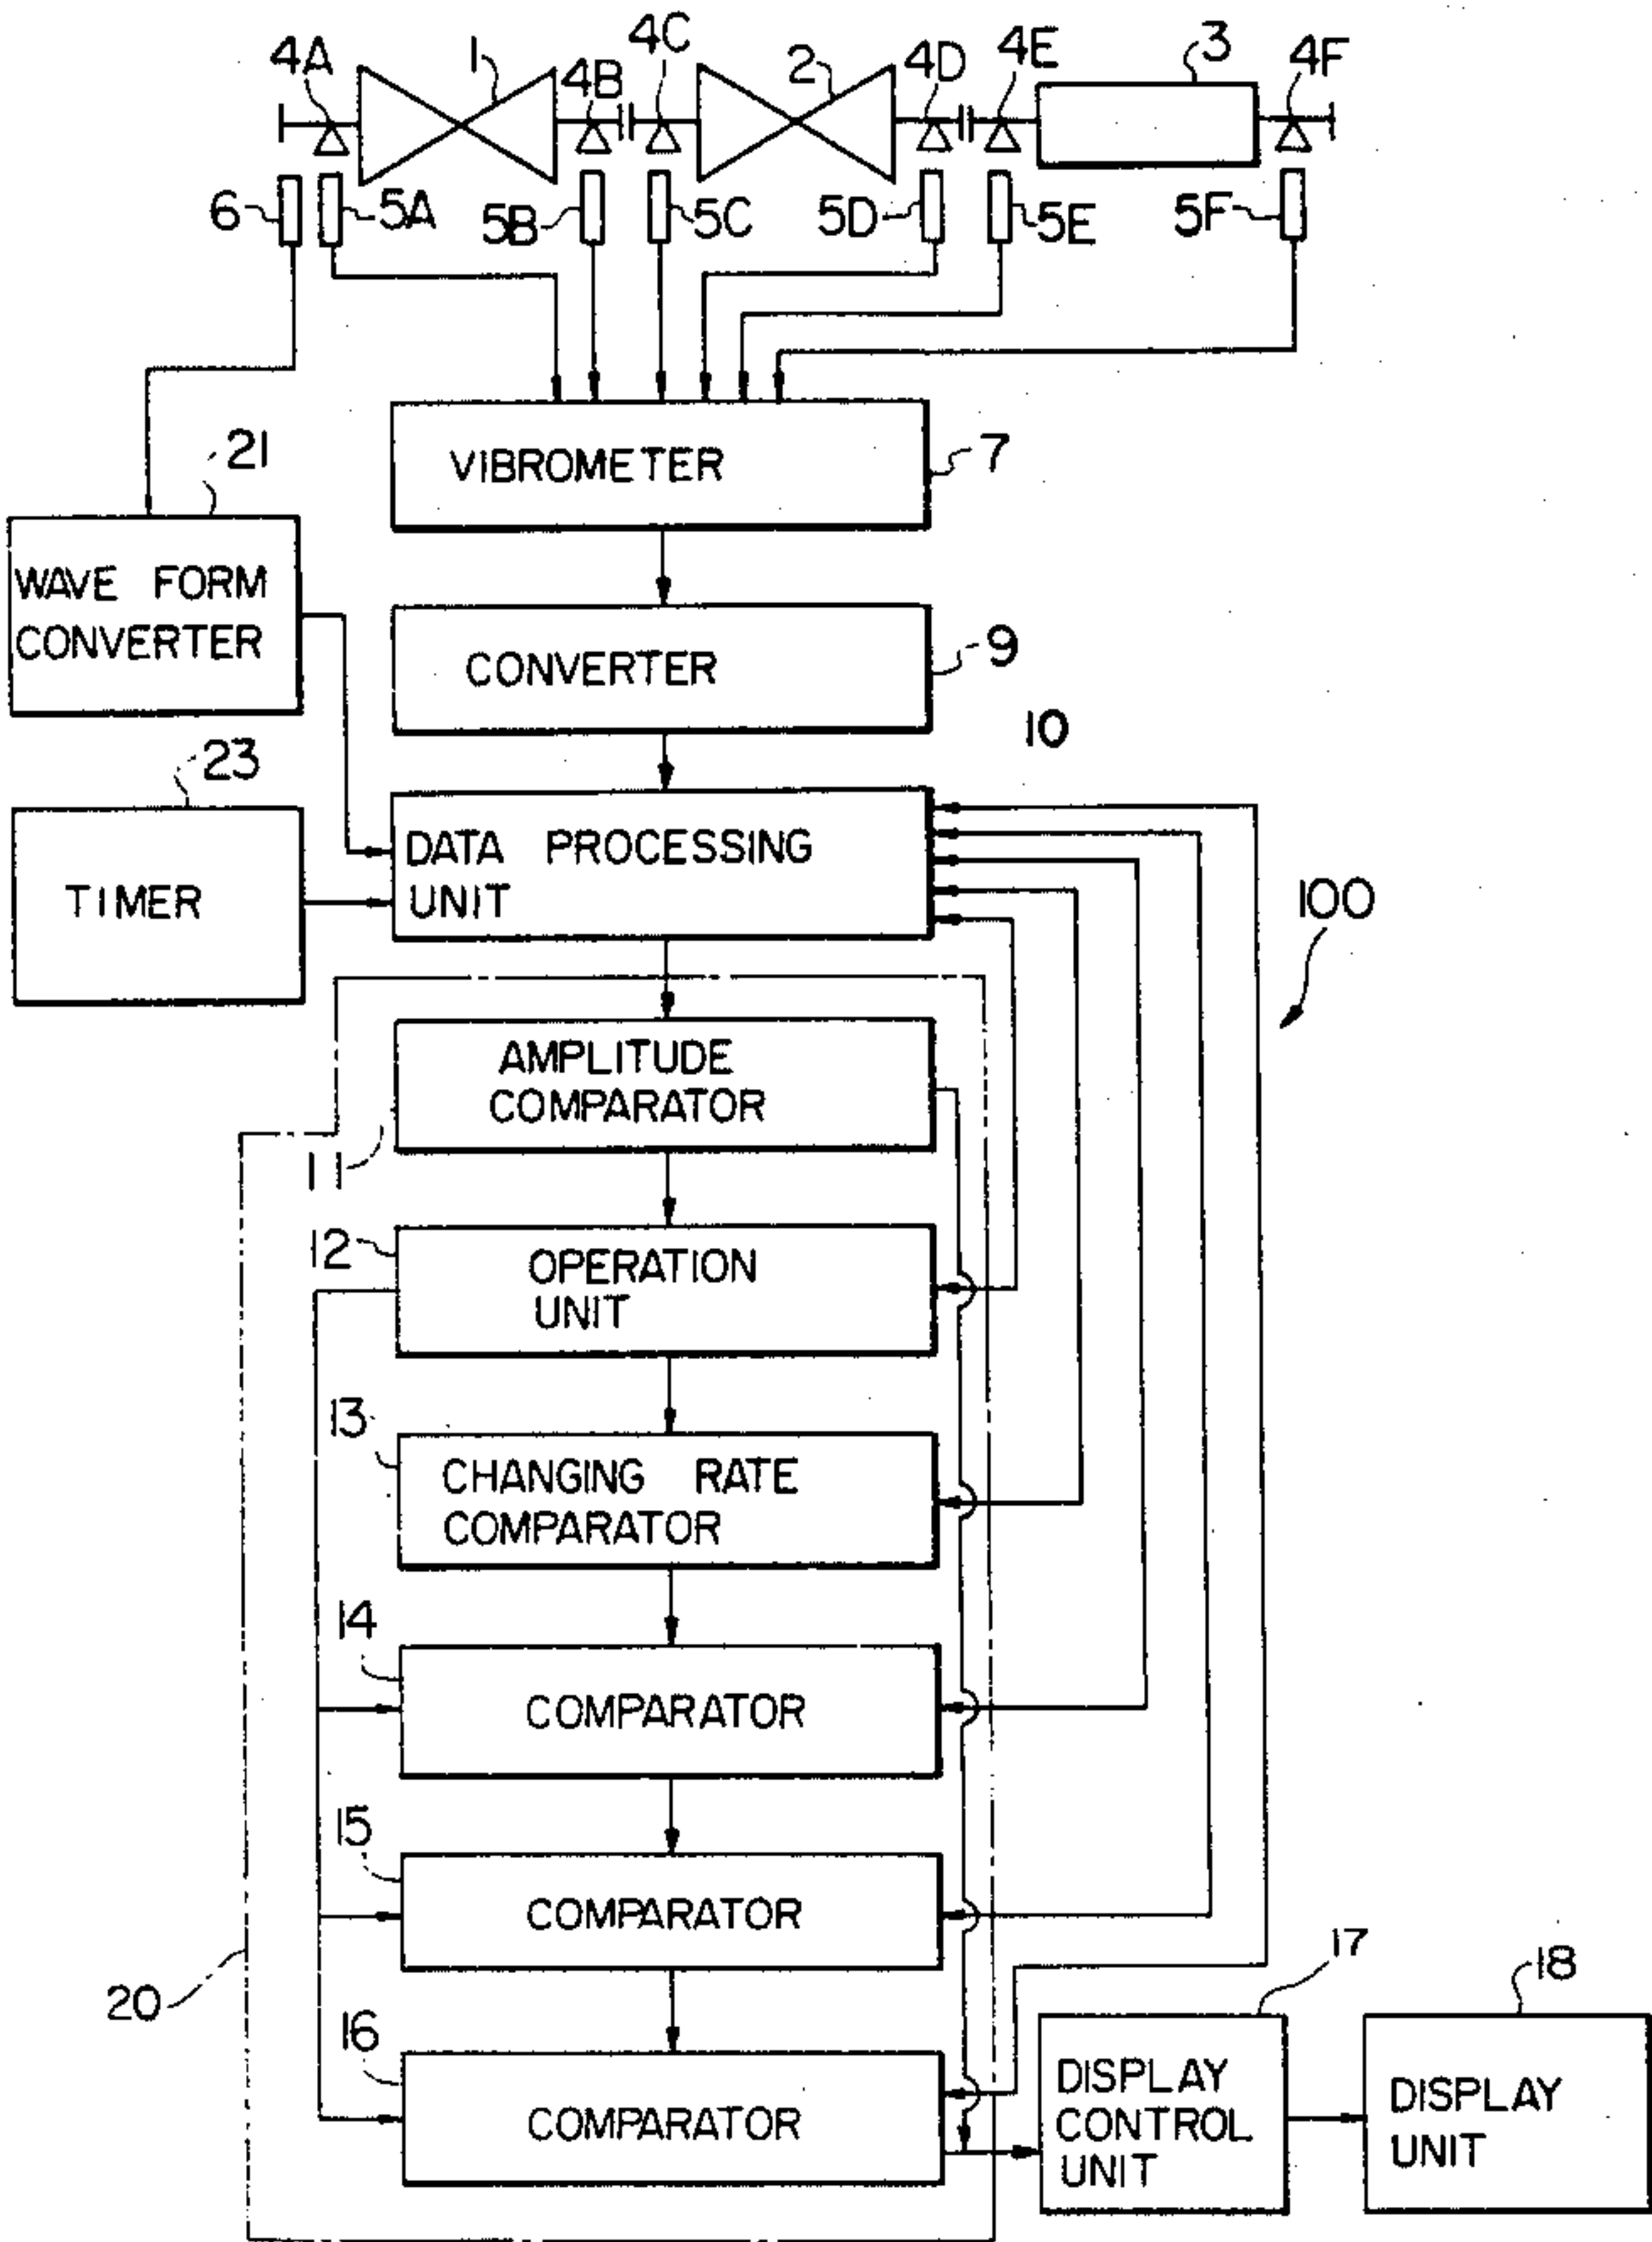 4A
1
4B
4C
2
4D
4E
3
4F
6
5A
5B
5C
5D
5E
5F
VIBROMETER
7
21
WAVE FORM
CONVERTER
CONVERTER
9
10
23
TIMER
DATA PROCESSING
UNIT
100
AMPLITUDE
COMPARATOR
11
12
OPERATION
UNIT
13
CHANGING RATE
COMPARATOR
14
COMPARATOR
15
COMPARATOR
20
16
COMPARATOR
17
DISPLAY
CONTROL
UNIT
18
DISPLAY
UNIT